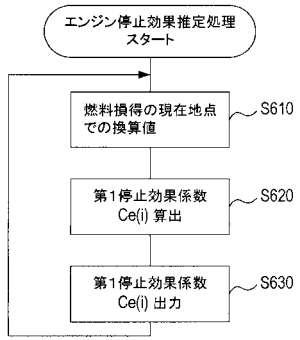 エンジン停止効果推定処理
スタート
燃料損得の現在地点
での換算値
S610
第1停止効果係数
Ce(i) 算出
S620
第1停止効果係数
Ce(i) 出力
S630